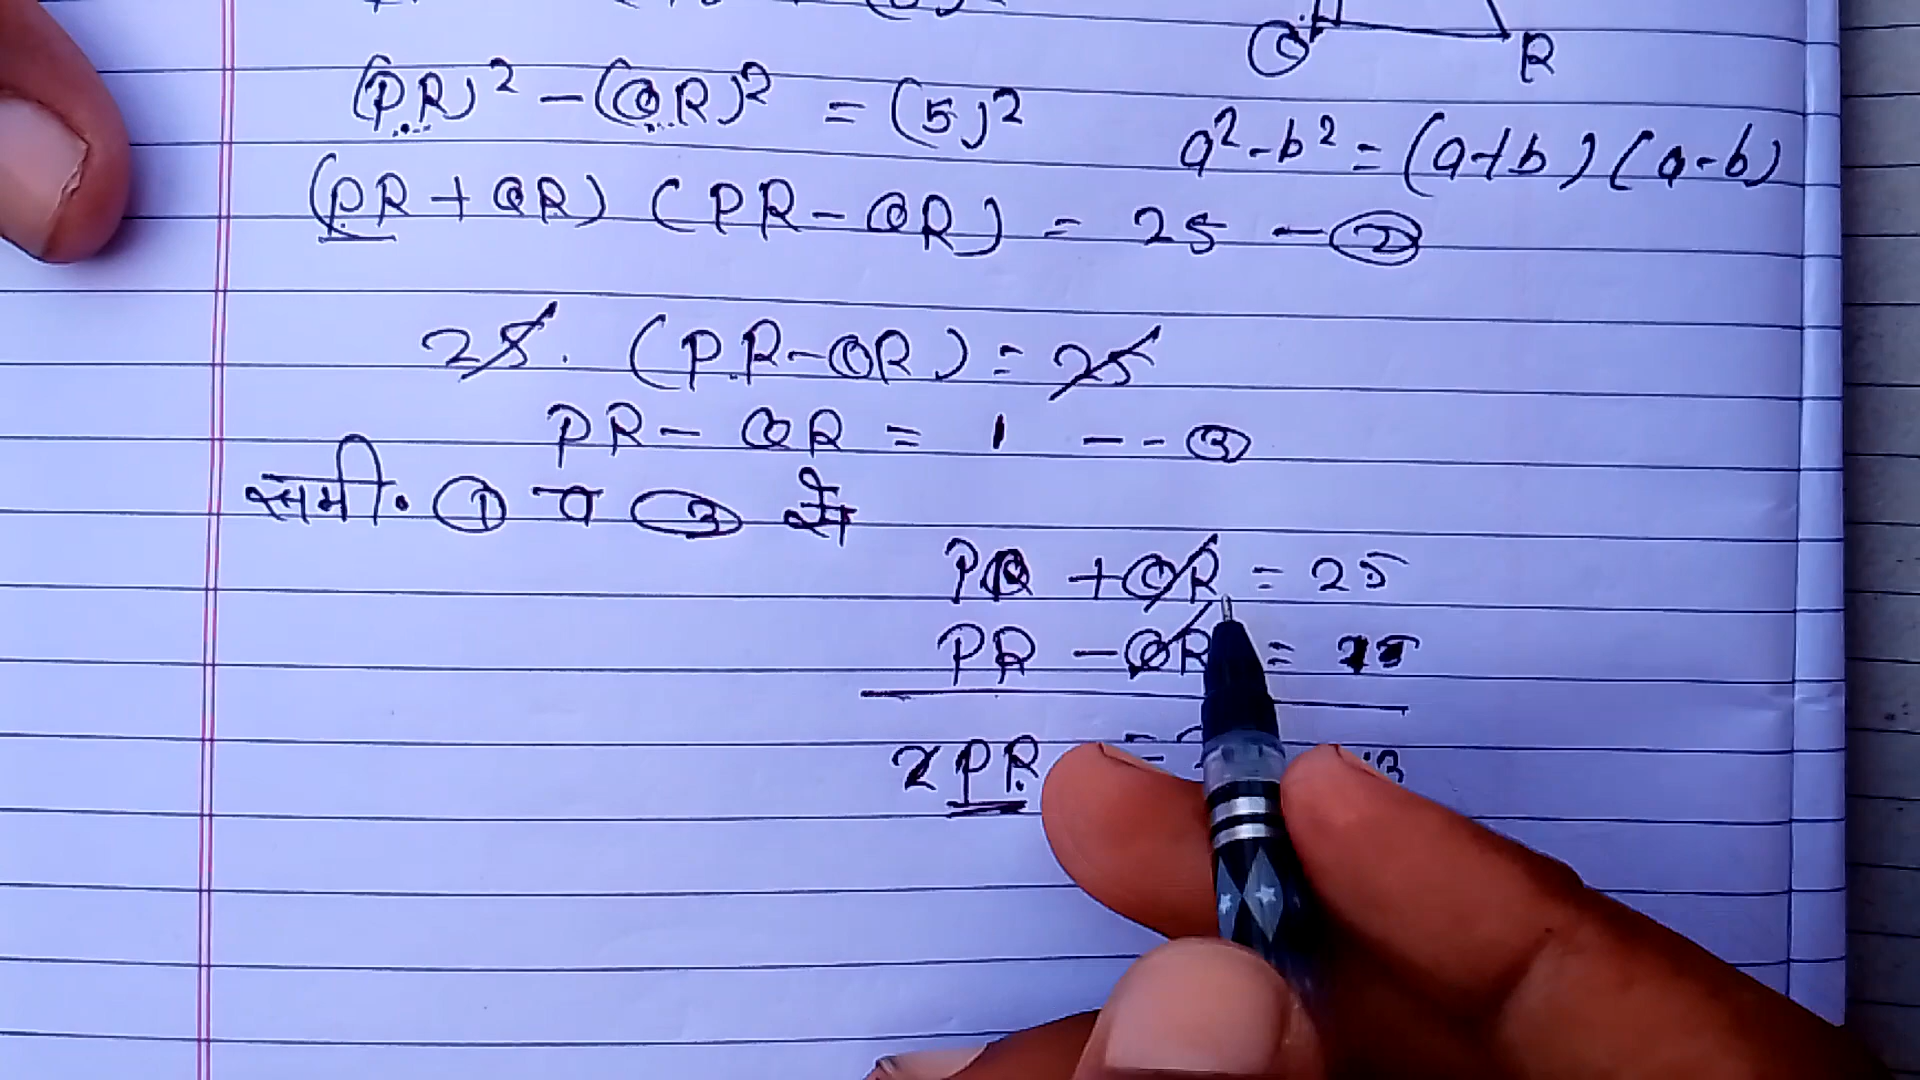 Q R
(PR)² - (QR)² = (5)²
a² - b² = (a+b) (a-b)
(PR + QR) (PR - QR) = 25 - ②
25 . (PR - QR) = 25
PR - QR = 1 - - ③
समी. ① व ③ से
PR + QR = 25
PR - QR =
2PR =